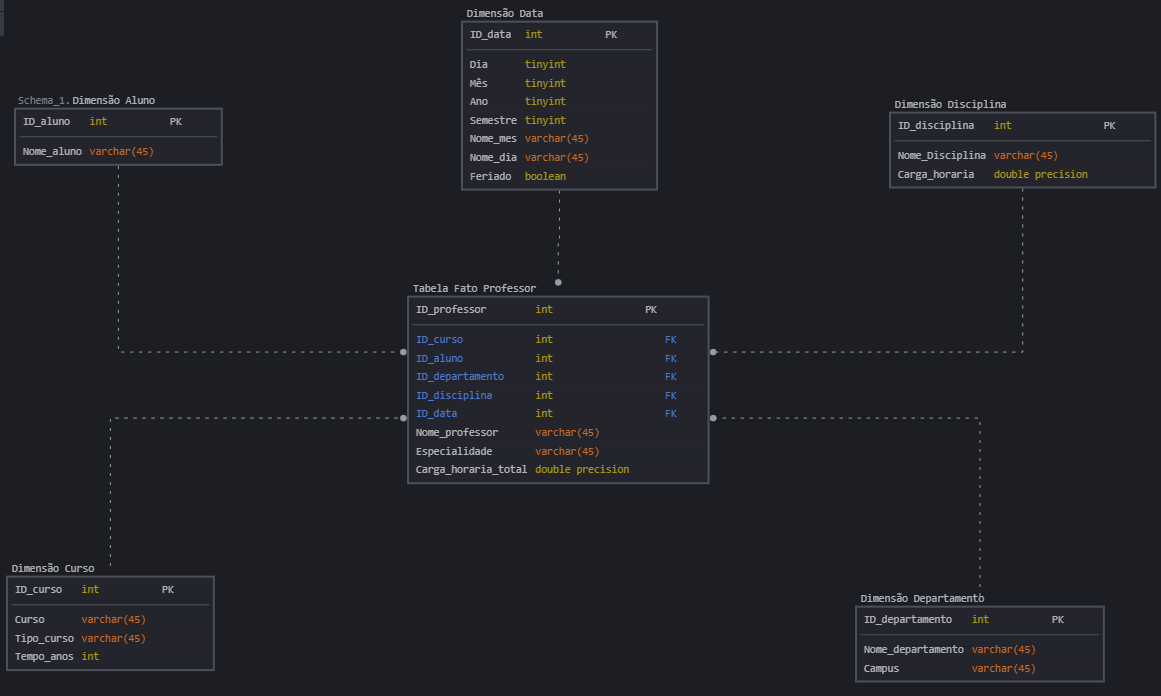 Dimensão Data
ID_data int PK
Dia tinyint
Mês tinyint
Ano tinyint
Semestre tinyint
Nome_mes varchar(45)
Nome_dia varchar(45)
Feriado boolean
Schema_1.Dimensão Aluno
ID_aluno int PK
Nome_aluno varchar(45)
Dimensão Disciplina
ID_disciplina int PK
Nome_Disciplina varchar(45)
Carga_horaria double precision
Tabela Fato Professor
ID_professor int PK
ID_curso int FK
ID_aluno int FK
ID_departamento int FK
ID_disciplina int FK
ID_data int FK
Nome_professor varchar(45)
Especialidade varchar(45)
Carga_horaria_total double precision
Dimensão Curso
ID_curso int PK
Curso varchar(45)
Tipo_curso varchar(45)
Tempo_anos int
Dimensão Departamento
ID_departamento int PK
Nome_departamento varchar(45)
Campus varchar(45)